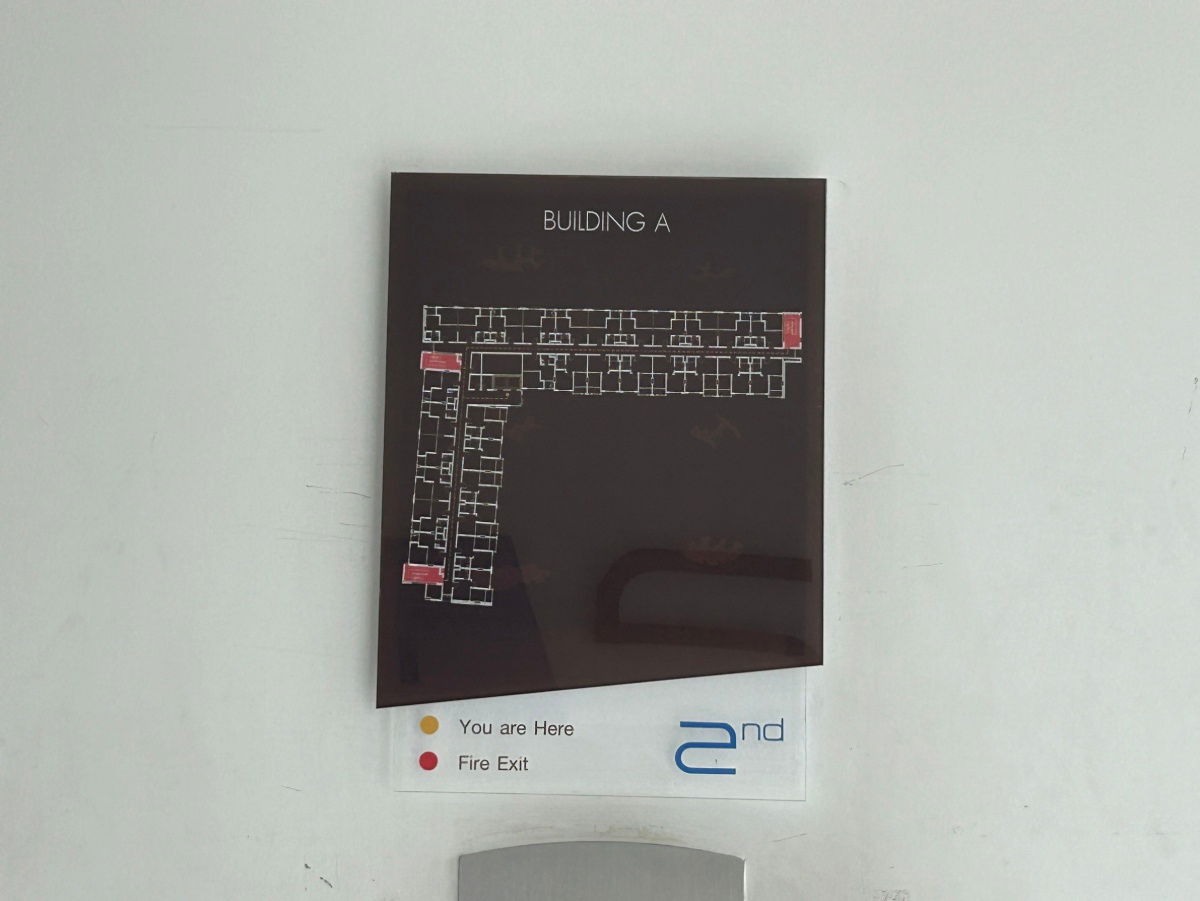 BUILDING A
You are Here
Fire Exit
2nd